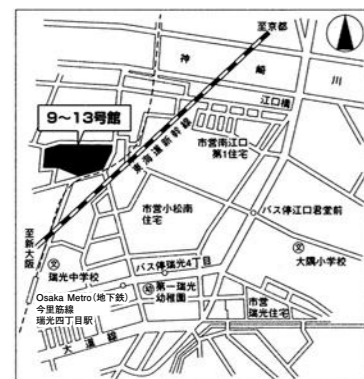 至京都
神崎川
江口橋
9〜13号館
東海道新幹線
市営南江口
第1住宅
市営小松南
住宅
バス停江口君堂前
至新大阪
文
瑞光中学校
バス停瑞光4丁目
文
大隅小学校
幼
第一瑞光
幼稚園
市営
瑞光住宅
Osaka Metro(地下鉄)
今里筋線
瑞光四丁目駅
大道線